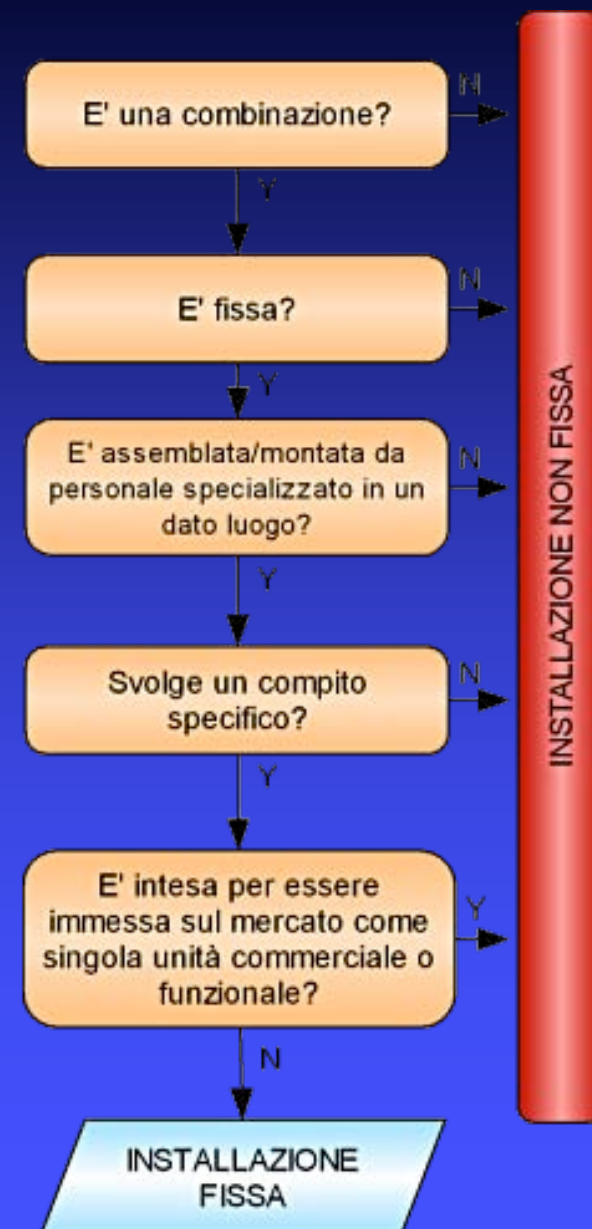 E' una combinazione?
N
Y
E' fissa?
N
Y
E' assemblata/montata da
personale specializzato in un
dato luogo?
N
Y
Svolge un compito
specifico?
N
Y
E' intesa per essere
immessa sul mercato come
singola unità commerciale o
funzionale?
Y
N
INSTALLAZIONE
FISSA
INSTALLAZIONE NON FISSA